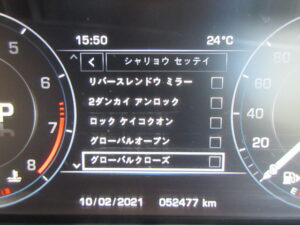 15:50 24°C
< シャリョウ セッテイ
リバースレンドウ ミラー
2ダンカイ アンロック
ロック ケイコクオン
グローバルオープン
グローバルクローズ
P
5
6
7
8
80
60
40
20
0
10/02/2021 052477 km